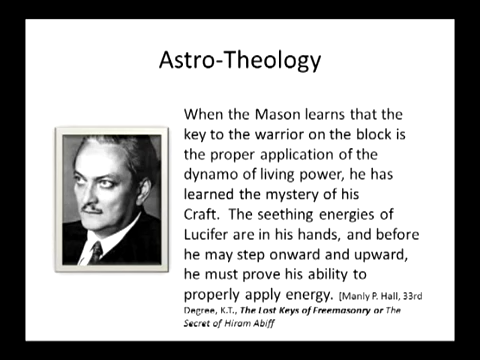 Astro-Theology
When the Mason learns that the
key to the warrior on the block is
the proper application of the
dynamo of living power, he has
learned the mystery of his
Craft. The seething energies of
Lucifer are in his hands, and before
he may step onward and upward,
he must prove his ability to
properly apply energy. [Manly P. Hall, 33rd
Degree, K.T., The Lost Keys of Freemasonry or The
Secret of Hiram Abiff